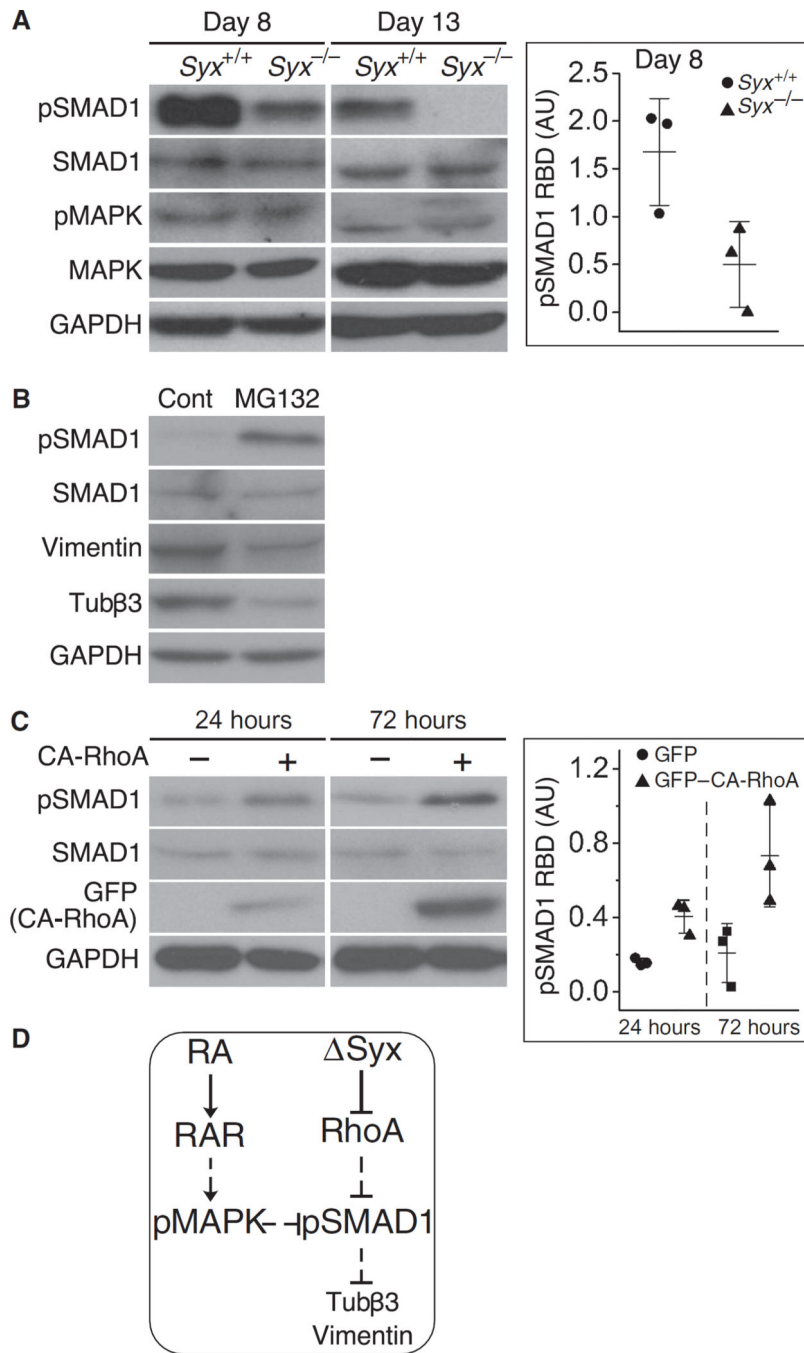 A
Day 8 Day 13
Syx+/+ Syx−/− Syx+/+ Syx−/−
pSMAD1
SMAD1
pMAPK
MAPK
GAPDH
Day 8
Syx+/+
Syx−/−
pSMAD1 RBD (AU)
2.5
2.0
1.5
1.0
0.5
0.0
B
Cont MG132
pSMAD1
SMAD1
Vimentin
Tubβ3
GAPDH
C
24 hours 72 hours
CA-RhoA − + − +
pSMAD1
SMAD1
GFP
(CA-RhoA)
GAPDH
GFP
GFP–CA-RhoA
pSMAD1 RBD (AU)
1.2
0.8
0.4
0.0
24 hours 72 hours
D
RA ΔSyx
RAR RhoA
pMAPK pSMAD1
Tubβ3
Vimentin